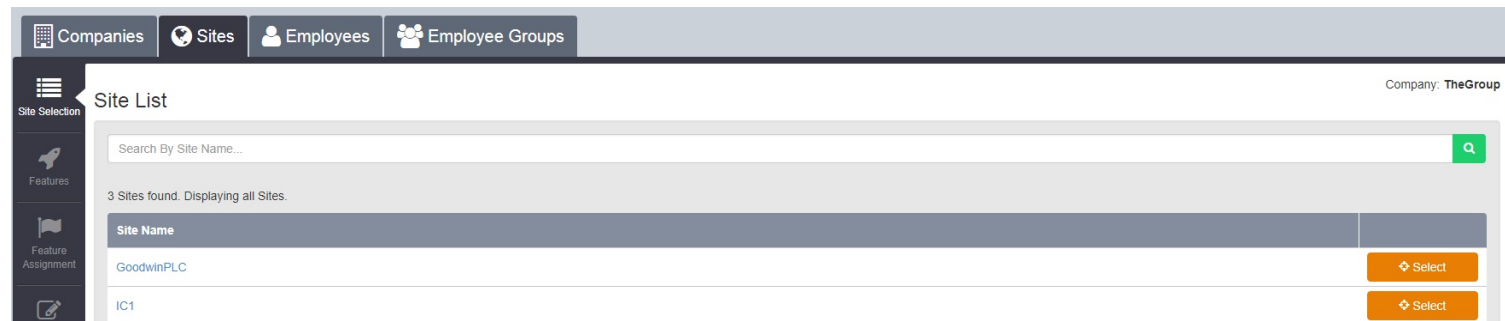 Companies
Sites
Employees
Employee Groups
Site Selection
Features
Feature
Assignment
Company: TheGroup
Site List
Search By Site Name...
3 Sites found. Displaying all Sites.
Site Name
GoodwinPLC
Select
IC1
Select